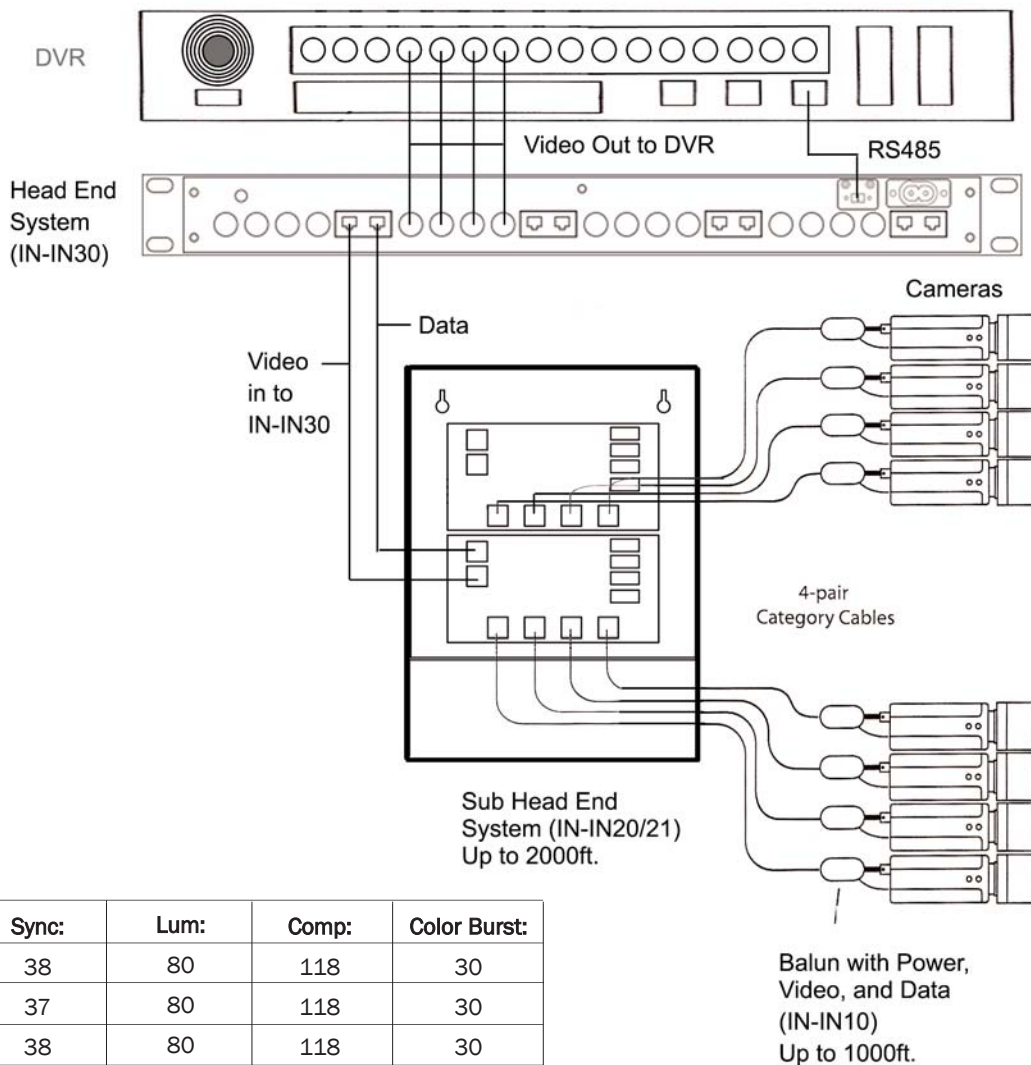 DVR
Video Out to DVR
RS485
Head End
System
(IN-IN30)
Cameras
Data
Video
in to
IN-IN30
4-pair
Category Cables
Sub Head End
System (IN-IN20/21)
Up to 2000ft.
Sync: Lum: Comp: Color Burst:
38 80 118 30
37 80 118 30
38 80 118 30
Balun with Power,
Video, and Data
(IN-IN10)
Up to 1000ft.